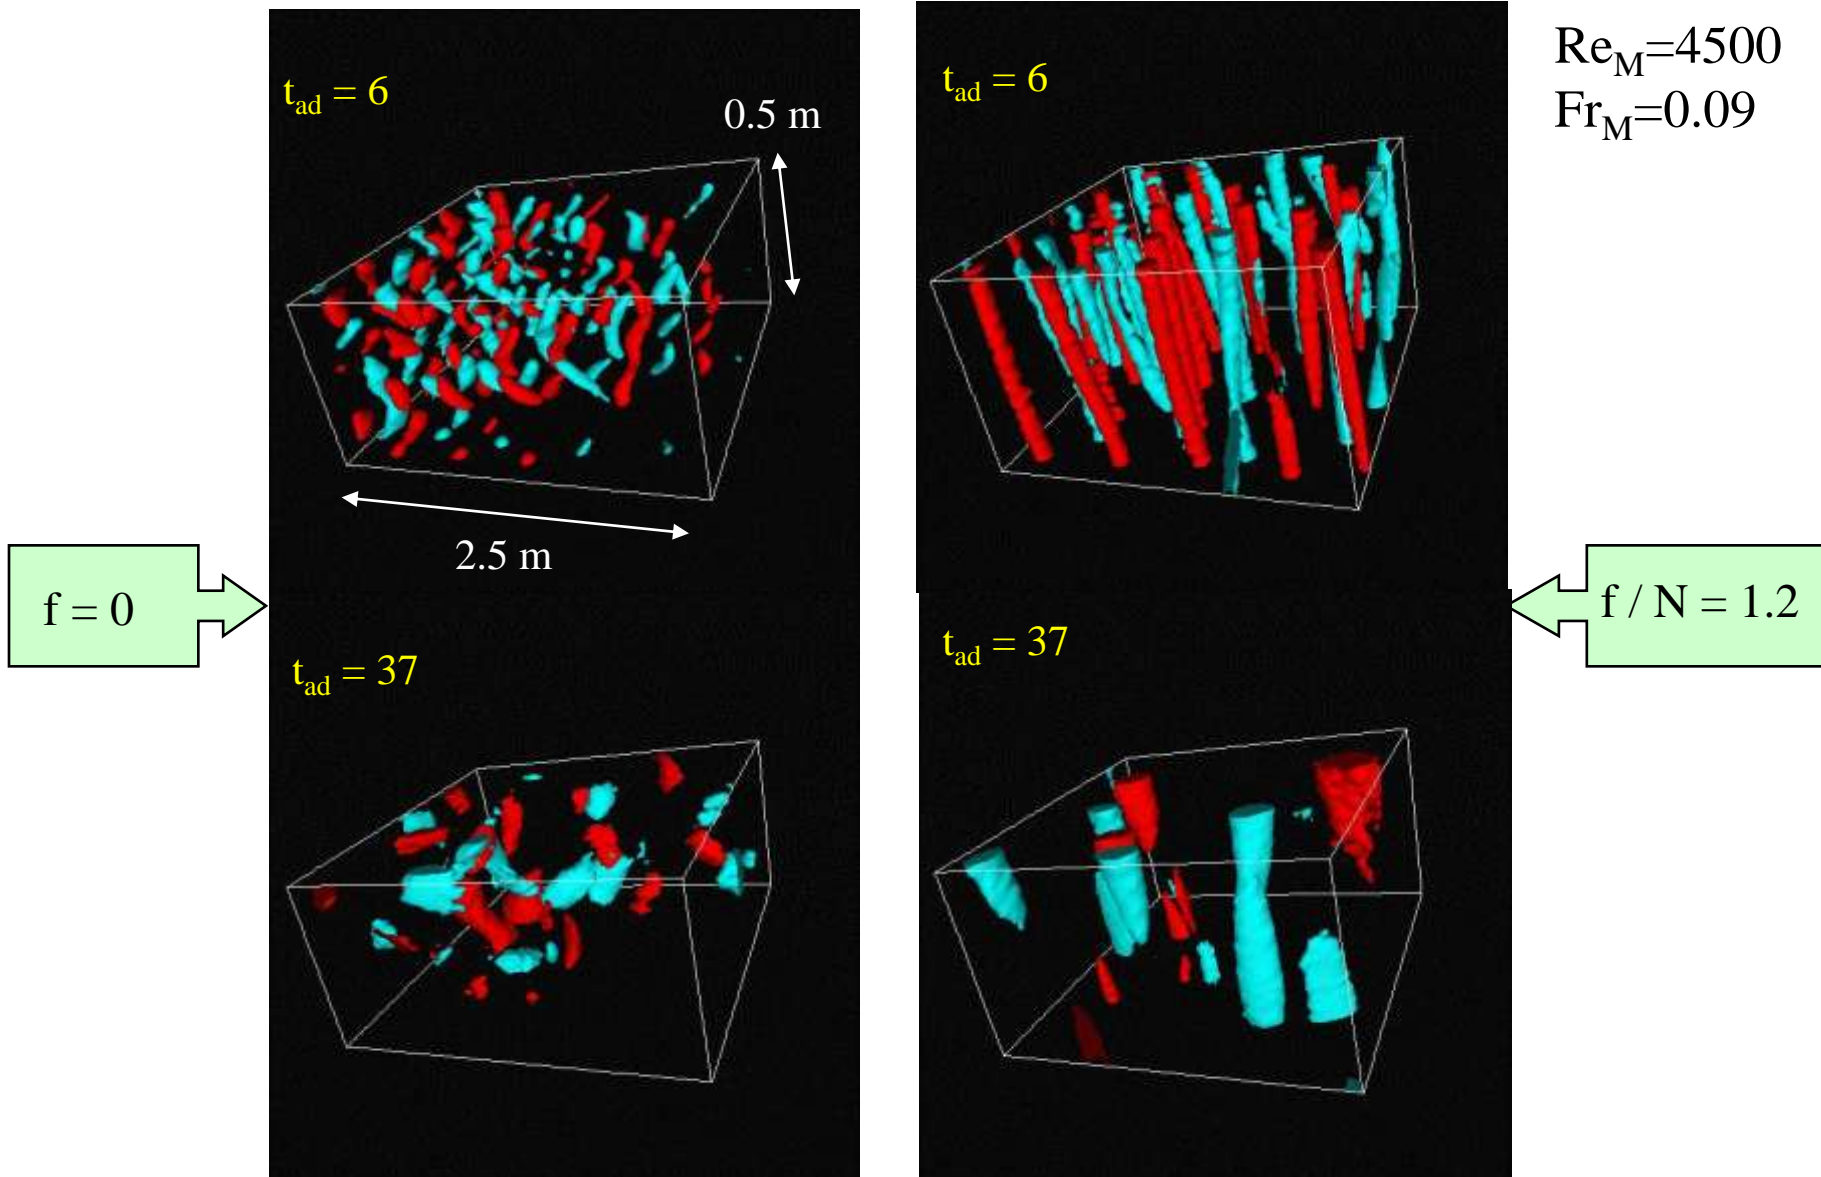 t_ad = 6
0.5 m
2.5 m
t_ad = 6
Re_M=4500
Fr_M=0.09
f = 0
f / N = 1.2
t_ad = 37
t_ad = 37